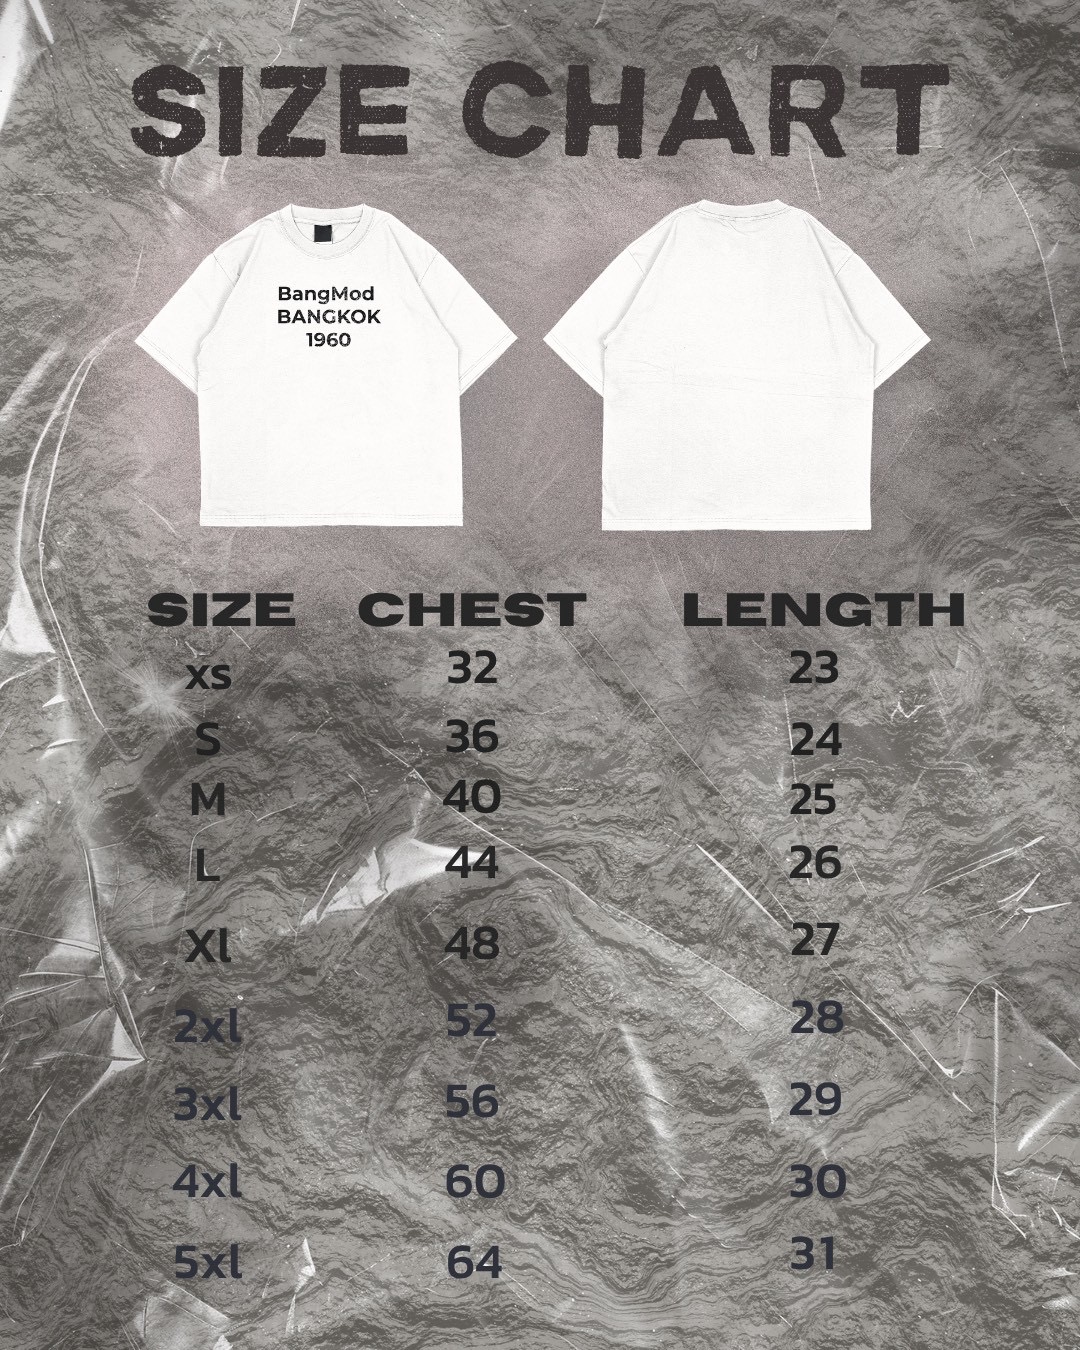 SIZE CHART
BangMod
BANGKOK
1960
SIZE CHEST LENGTH
xs 32 23
S 36 24
M 40 25
L 44 26
Xl 48 27
2xl 52 28
3xl 56 29
4xl 60 30
5xl 64 31